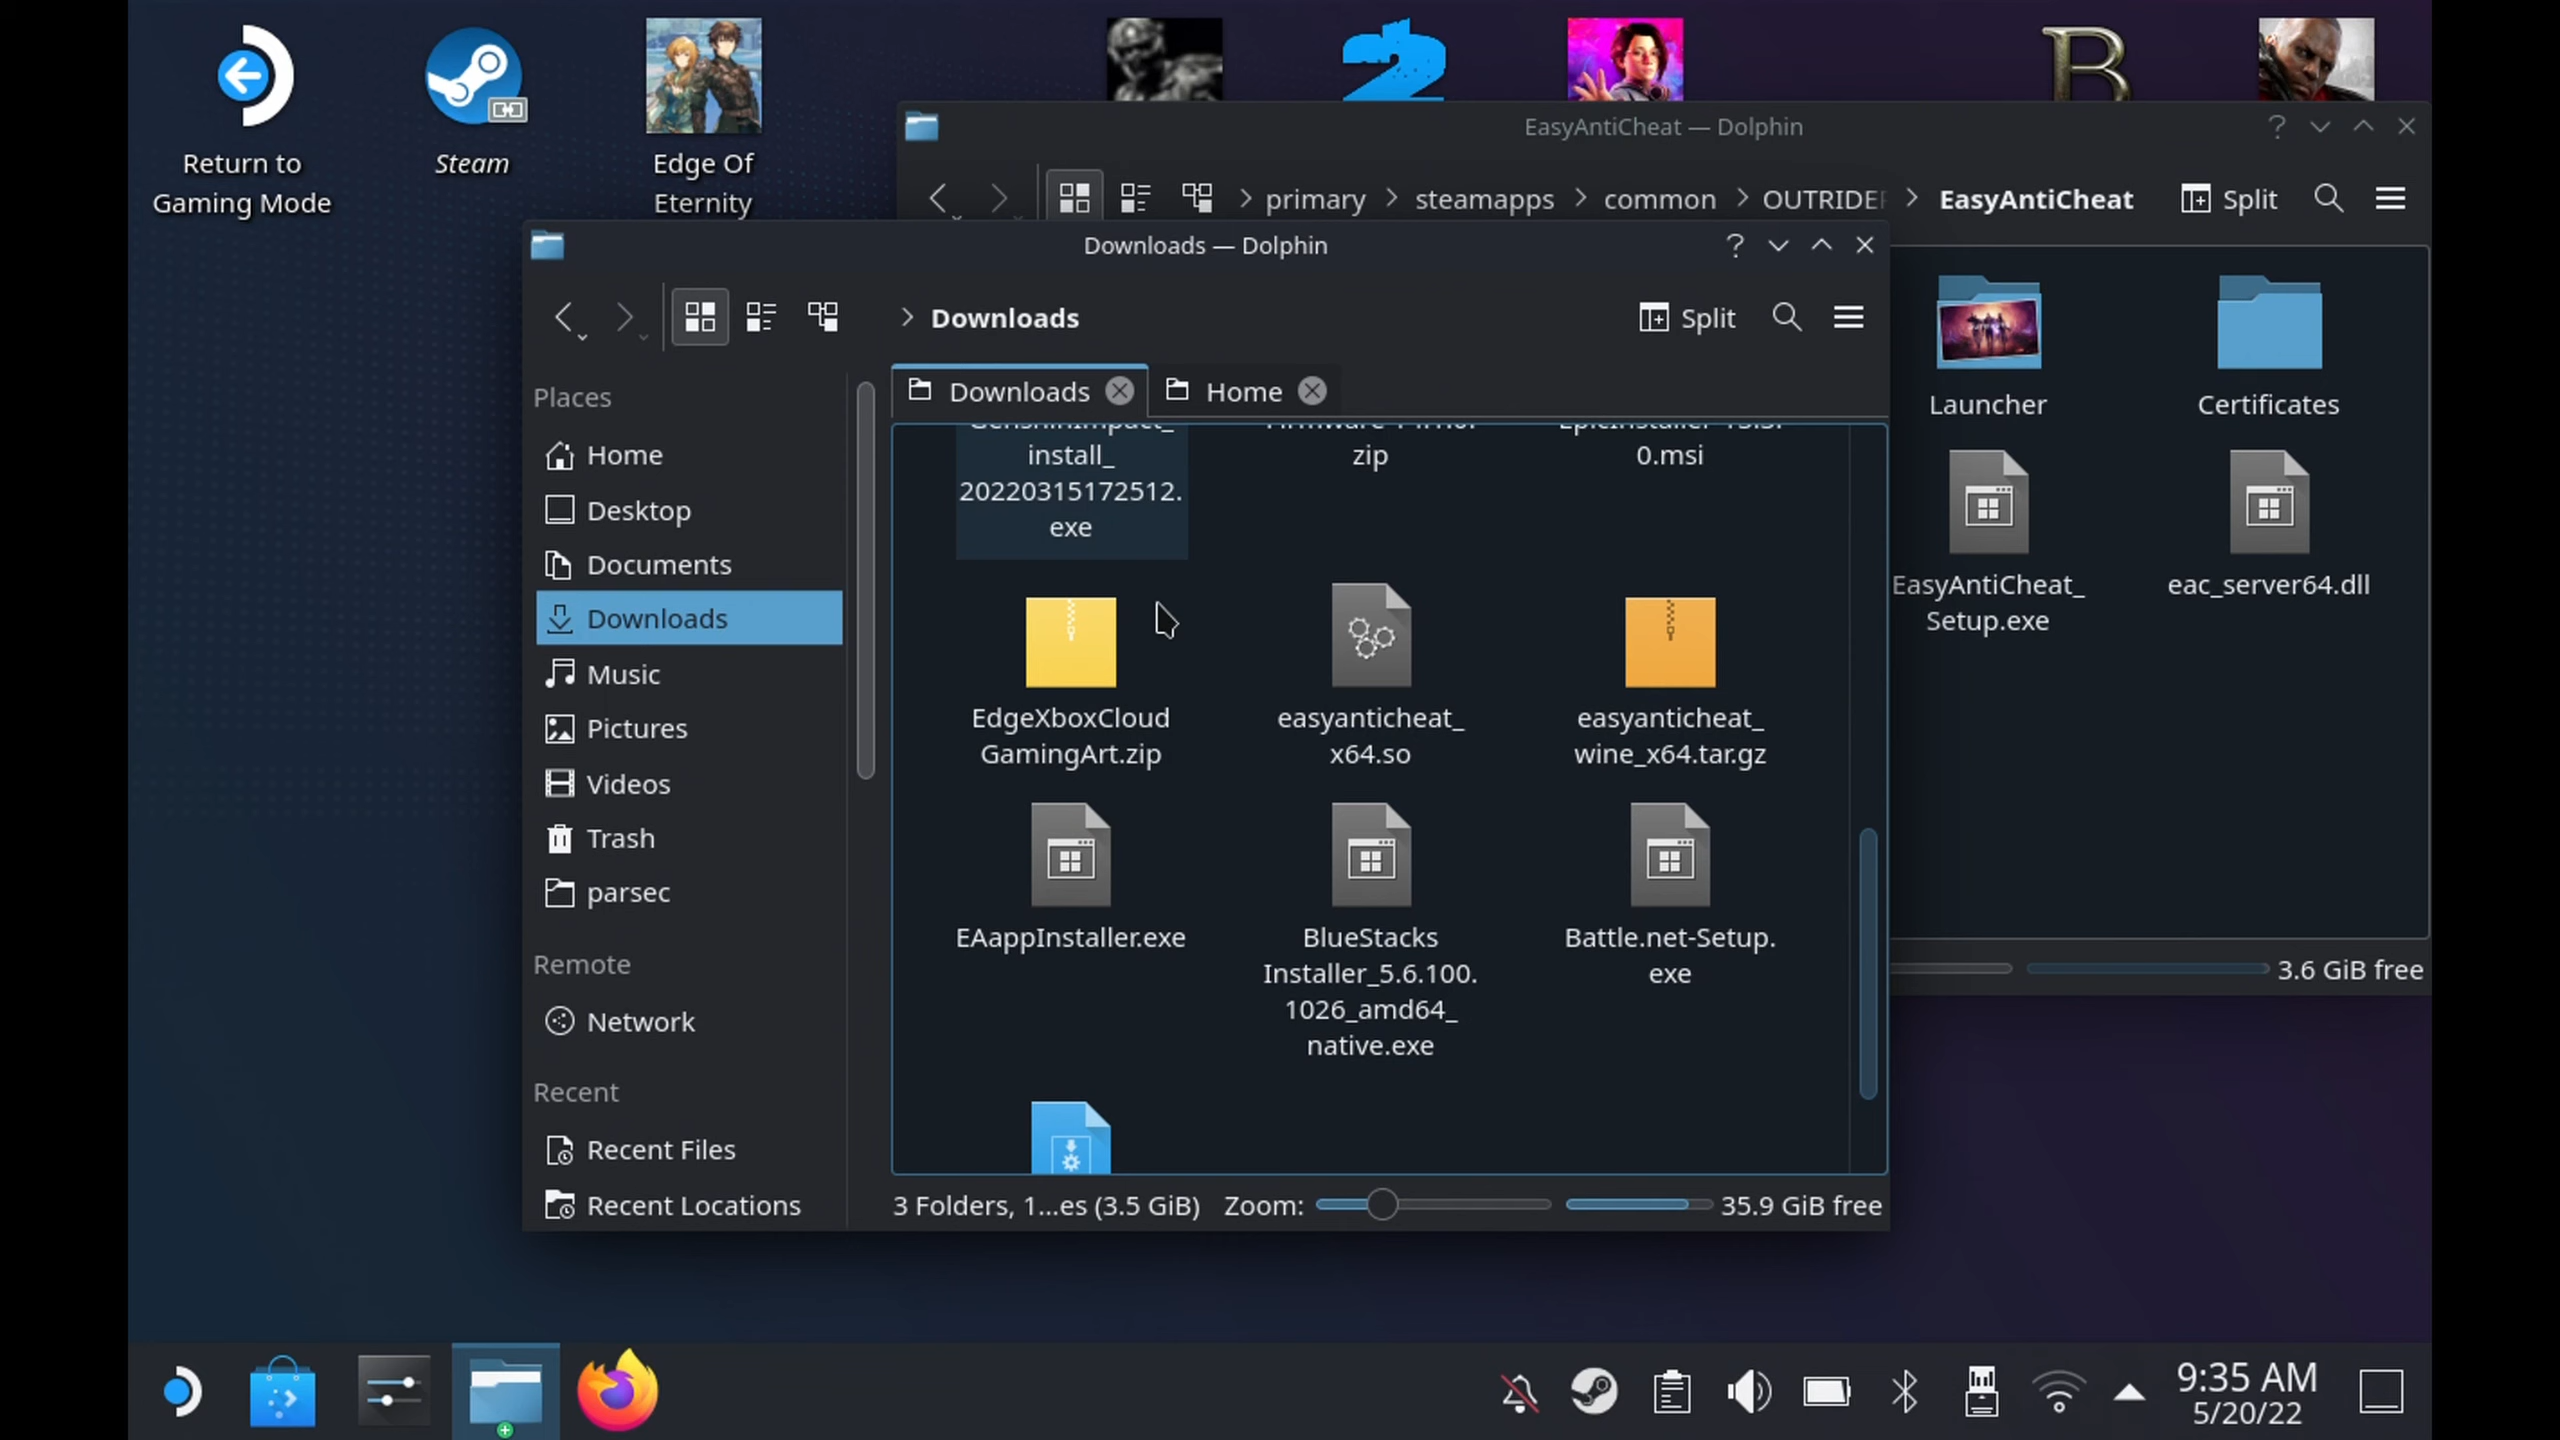 Return to
Gaming Mode
Steam
Edge Of
Eternity
2
B
EasyAntiCheat — Dolphin
primary
steamapps
common
OUTRIDER
EasyAntiCheat
Split
Launcher
Certificates
EasyAntiCheat_
Setup.exe
eac_server64.dll
3.6 GiB free
Downloads — Dolphin
Downloads
Split
Places
Home
Desktop
Documents
Downloads
Music
Pictures
Videos
Trash
parsec
Remote
Network
Recent
Recent Files
Recent Locations
Downloads
Home
GenshinImpact_
install_
20220315172512.
exe
zip
0.msi
EdgeXboxCloud
GamingArt.zip
easyanticheat_
x64.so
easyanticheat_
wine_x64.tar.gz
EAappInstaller.exe
BlueStacks
Installer_5.6.100.
1026_amd64_
native.exe
Battle.net-Setup.
exe
3 Folders, 1...es (3.5 GiB)
Zoom:
35.9 GiB free
9:35 AM
5/20/22